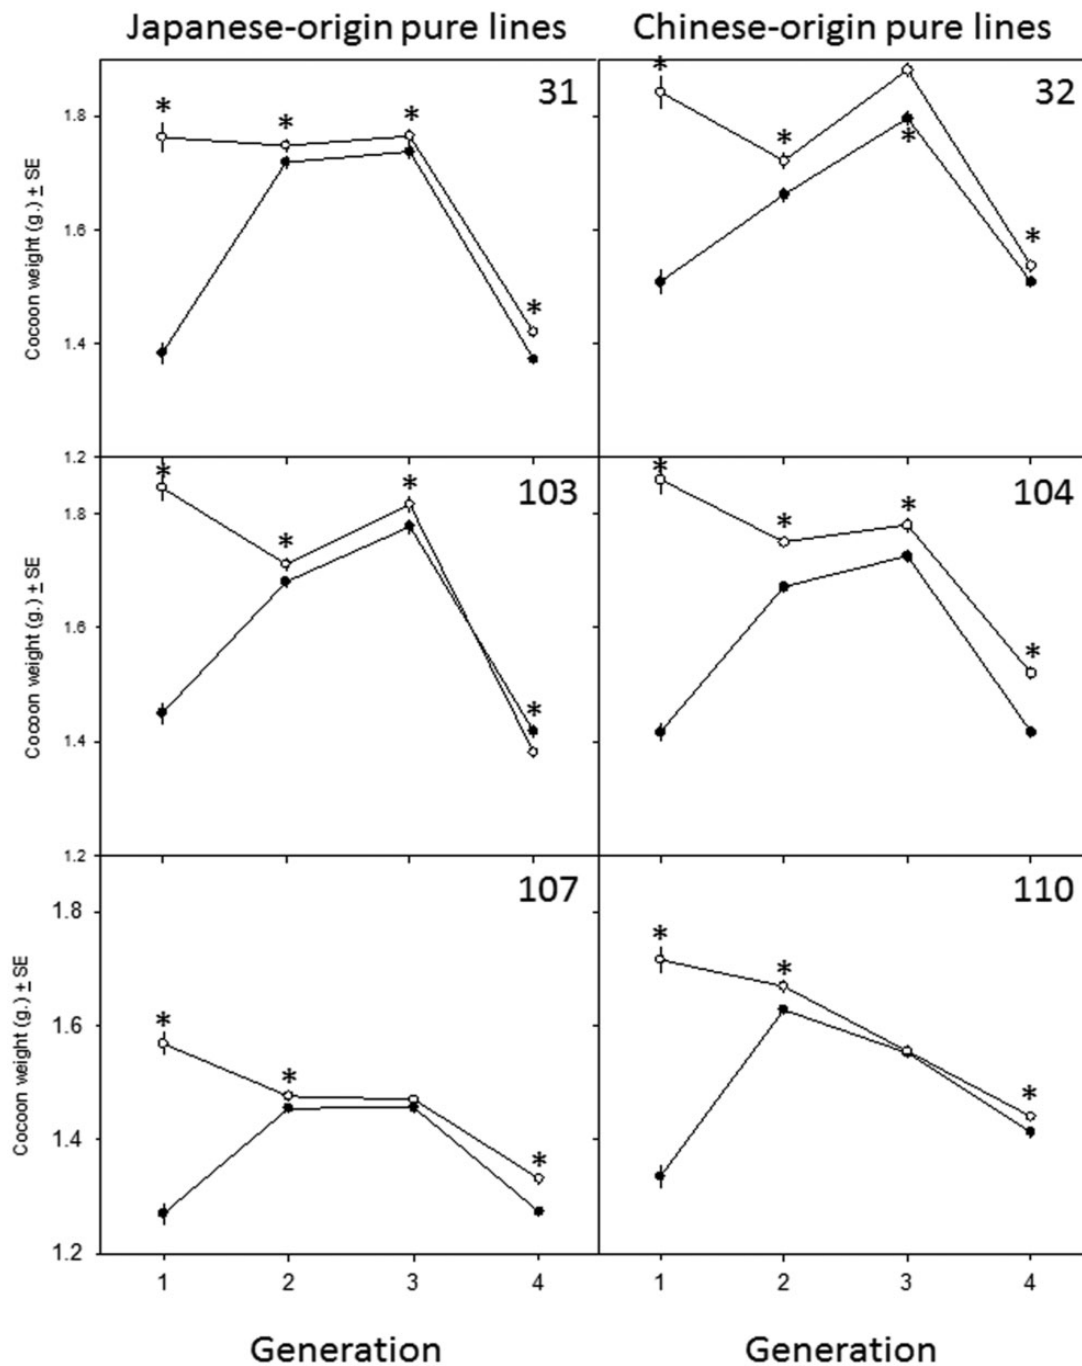 Japanese-origin pure lines Chinese-origin pure lines
31 32
* * * *
* * * *
Cocoon weight (g.) ± SE
1.8
1.6
1.4
1.2
103 104
* * * *
* * * *
Cocoon weight (g.) ± SE
1.8
1.6
1.4
1.2
107 110
* * *
* * *
Cocoon weight (g.) ± SE
1.8
1.6
1.4
1.2
1 2 3 4 1 2 3 4
Generation Generation